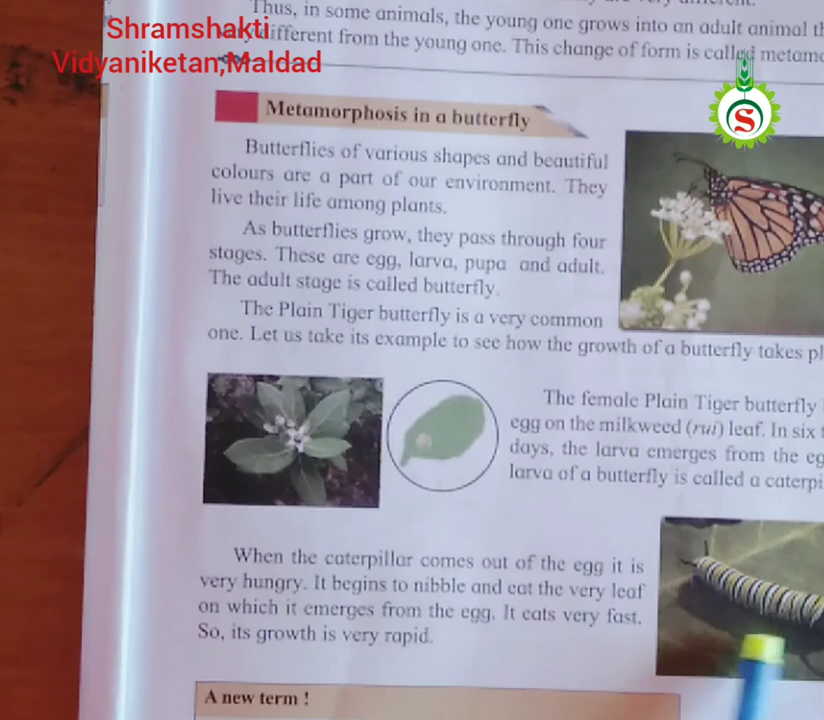 Thus, in some animals, the young one grows into an adult animal
different from the young one. This change of form is called
Shramshakti
Vidyaniketan,Maldad
S
Metamorphosis in a butterfly
Butterflies of various shapes and beautiful
colours are a part of our environment. They
live their life among plants.
As butterflies grow, they pass through four
stages. These are egg, larva, pupa and adult.
The adult stage is called butterfly.
The Plain Tiger butterfly is a very common
one. Let us take its example to see how the growth of a butterfly takes
The female Plain Tiger butterfly
egg on the milkweed (rui) leaf. In six
days, the larva emerges from the
larva of a butterfly is called a
When the caterpillar comes out of the egg it is
very hungry. It begins to nibble and eat the very leaf
on which it emerges from the egg. It eats very fast.
So, its growth is very rapid.
A new term !